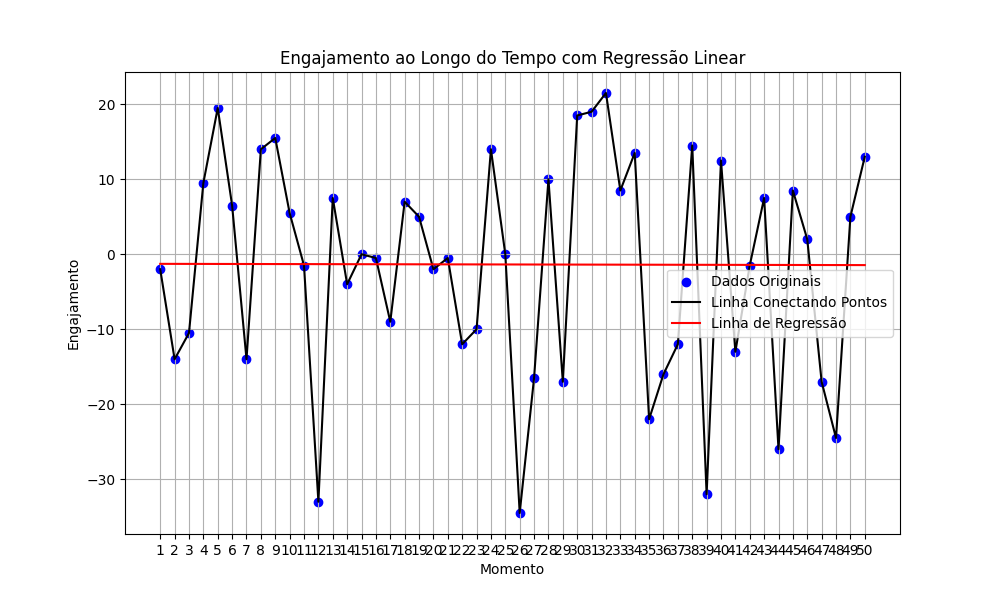 Engajamento ao Longo do Tempo com Regressão Linear
Engajamento
20
10
0
−10
−20
−30
Dados Originais
Linha Conectando Pontos
Linha de Regressão
1 2 3 4 5 6 7 8 9 10 11 12 13 14 15 16 17 18 19 20 21 22 23 24 25 26 27 28 29 30 31 32 33 34 35 36 37 38 39 40 41 42 43 44 45 46 47 48 49 50
Momento